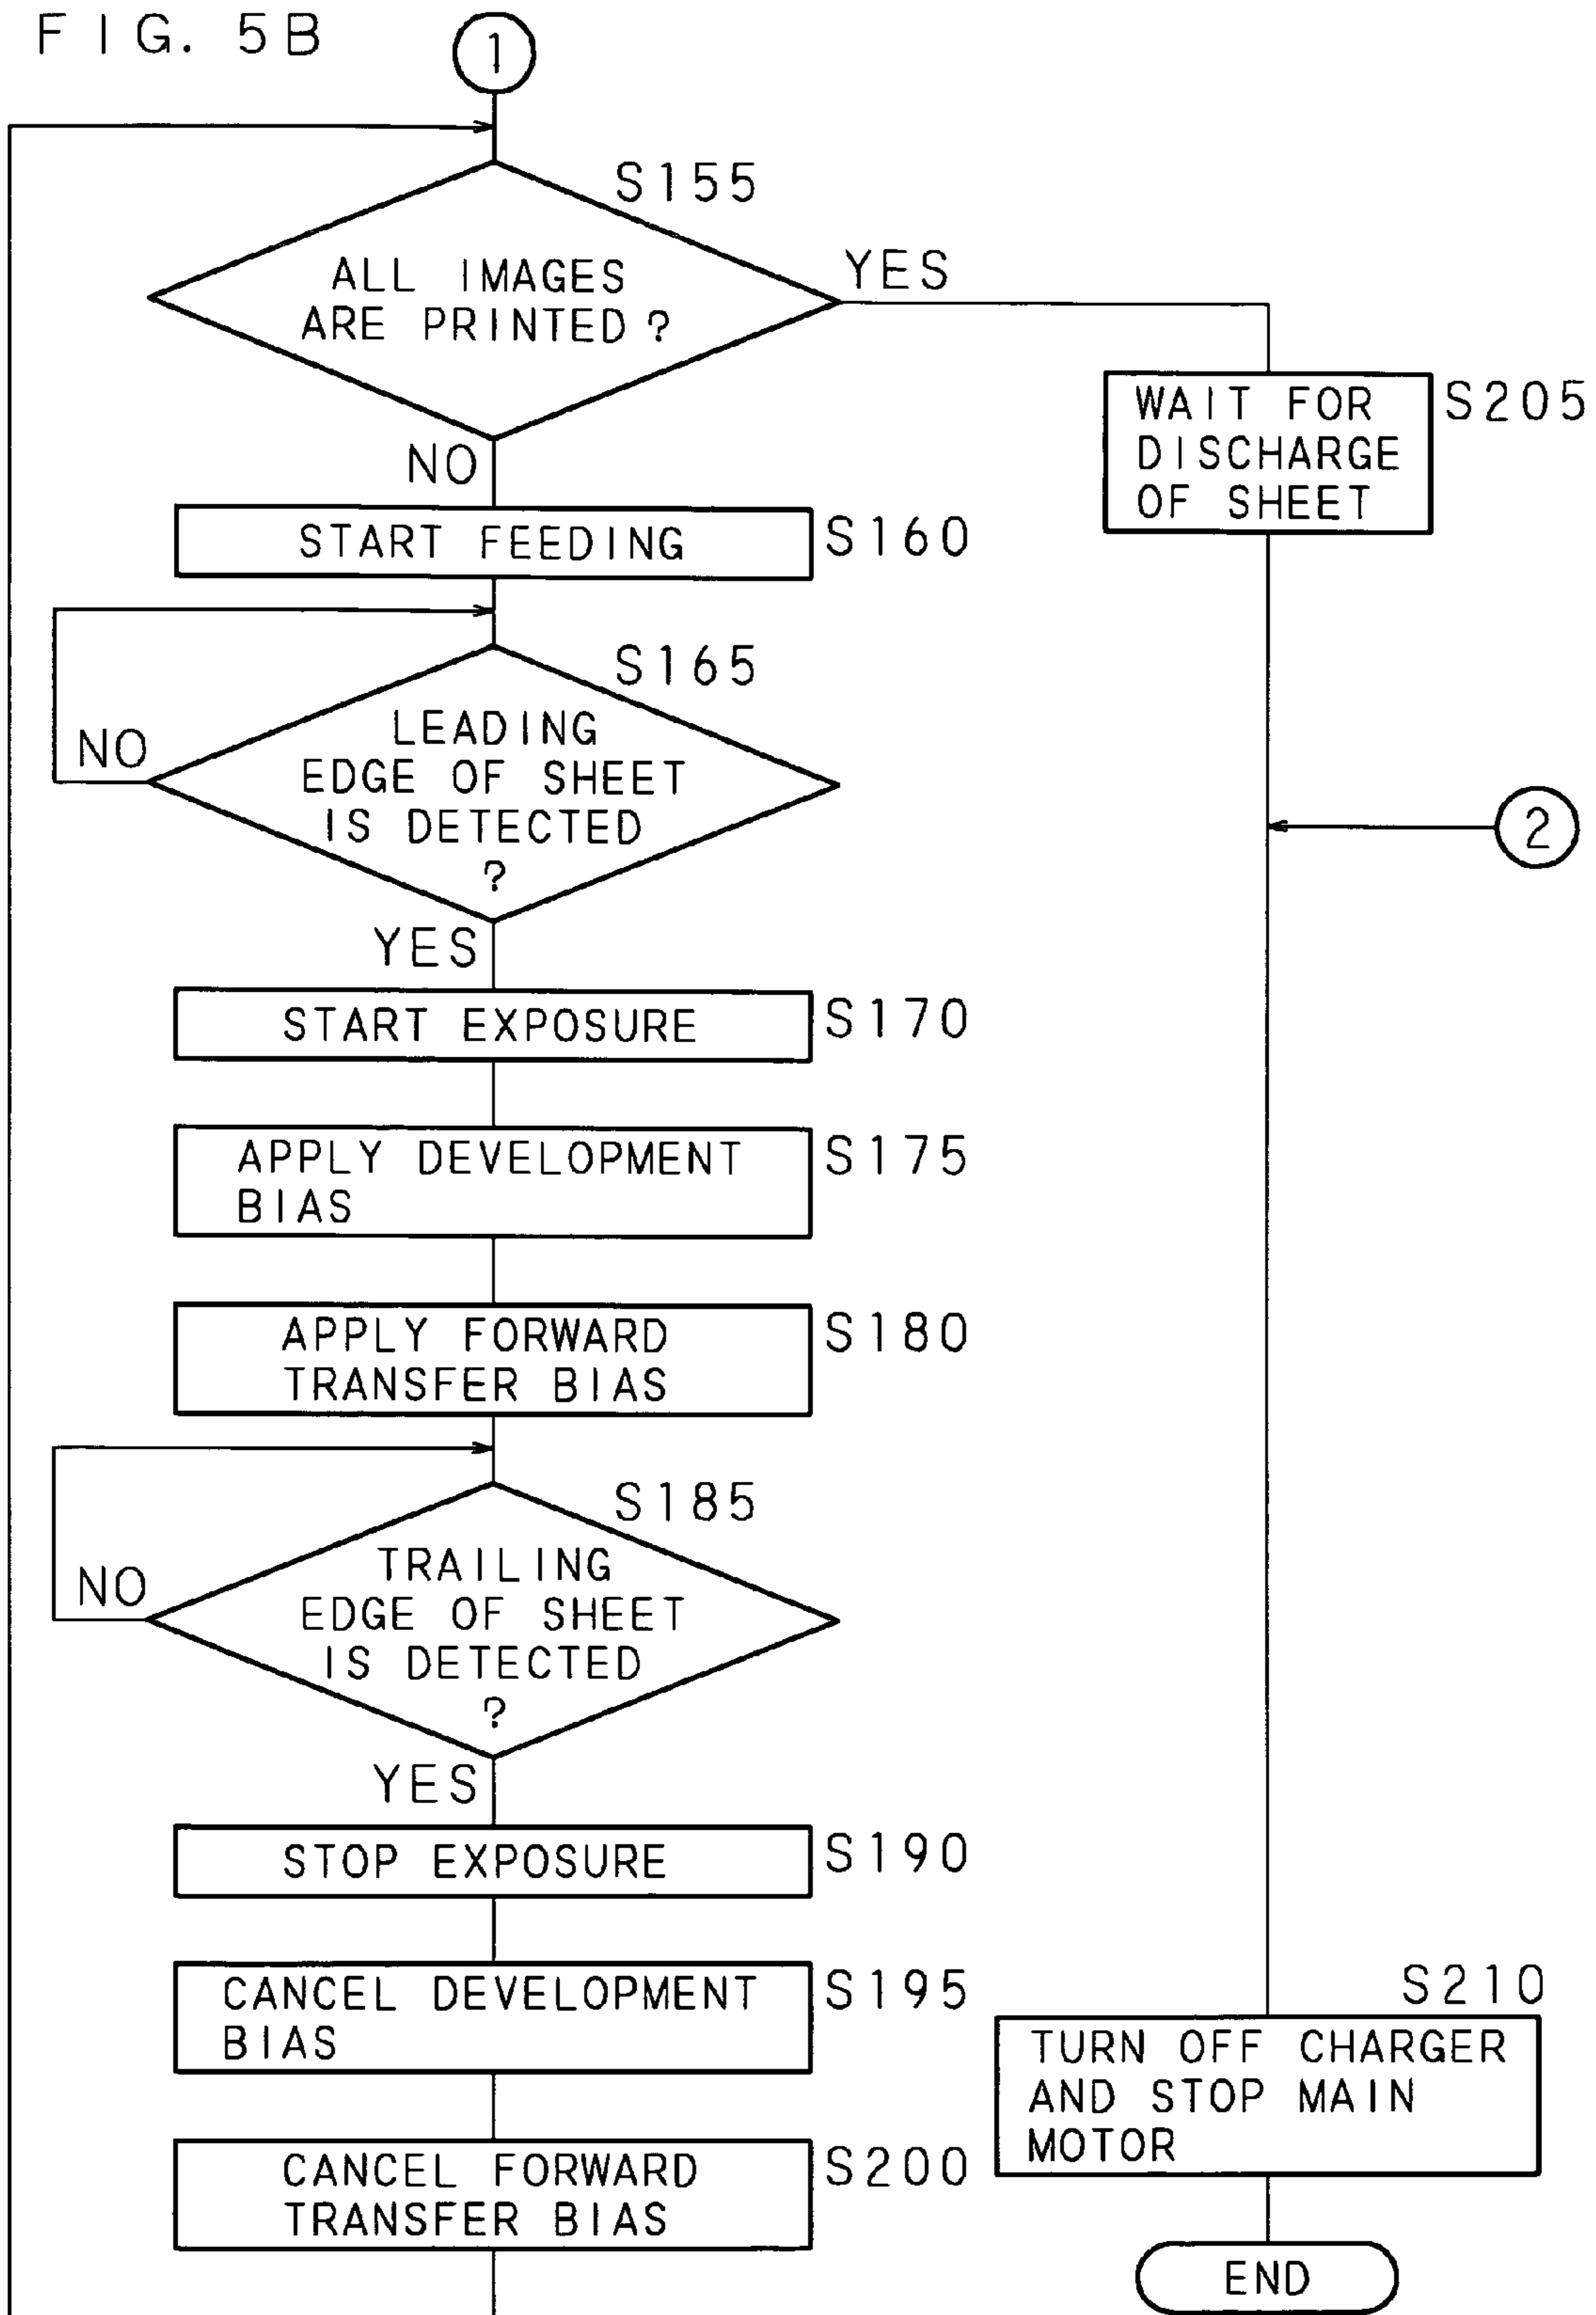 FIG. 5B
1
S155
ALL IMAGES
ARE PRINTED?
YES
NO
WAIT FOR
DISCHARGE
OF SHEET
S205
START FEEDING
S160
S165
LEADING
EDGE OF SHEET
IS DETECTED
?
NO
YES
2
START EXPOSURE
S170
APPLY DEVELOPMENT
BIAS
S175
APPLY FORWARD
TRANSFER BIAS
S180
S185
TRAILING
EDGE OF SHEET
IS DETECTED
?
NO
YES
STOP EXPOSURE
S190
CANCEL DEVELOPMENT
BIAS
S195
CANCEL FORWARD
TRANSFER BIAS
S200
S210
TURN OFF CHARGER
AND STOP MAIN
MOTOR
END